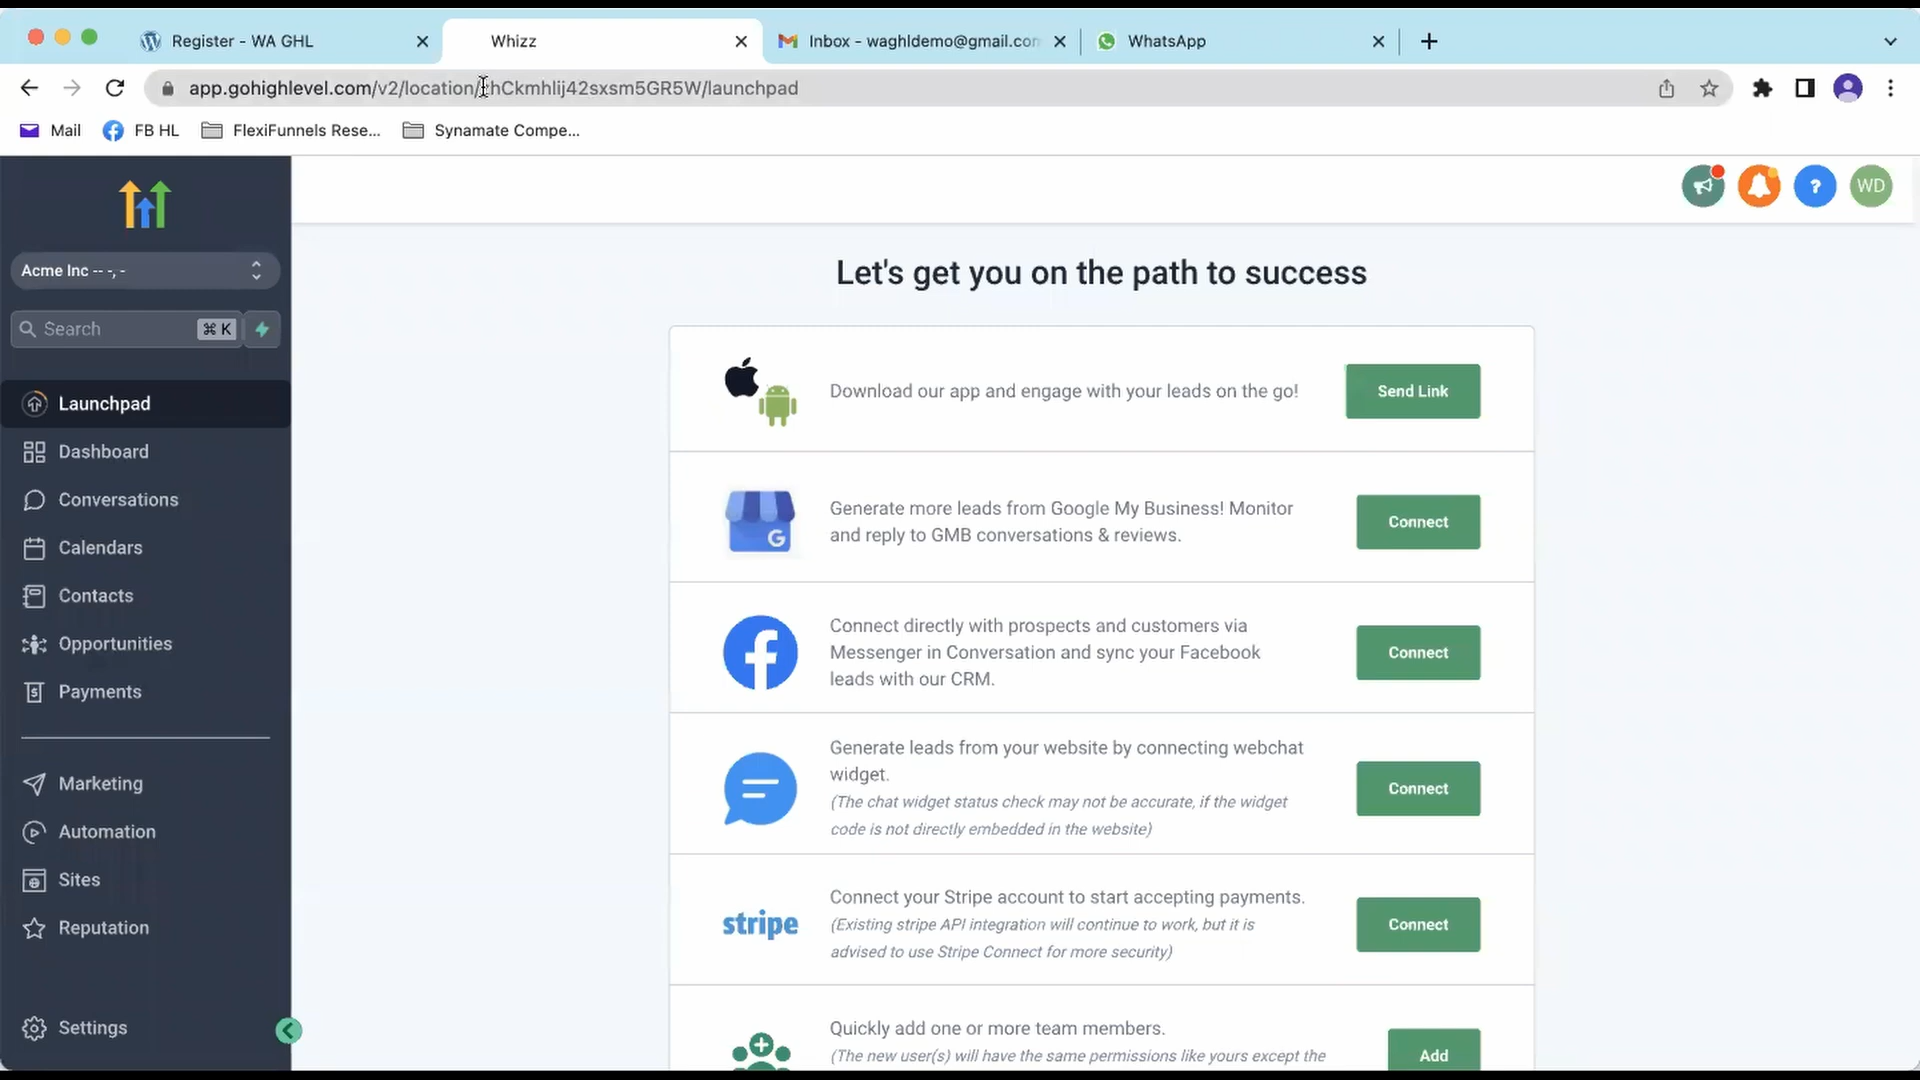 Register - WA GHL
Whizz
Inbox - waghldemo@gmail.con
WhatsApp
app.gohighlevel.com/v2/location/ hCkmhlij42sxsm5GR5W/launchpad
Mail
FB HL
FlexiFunnels Rese...
Synamate Compe...
WD
Acme Inc -- -, -
Search
⌘ K
Launchpad
Dashboard
Conversations
Calendars
Contacts
Opportunities
Payments
Marketing
Automation
Sites
Reputation
Settings
Let's get you on the path to success
Download our app and engage with your leads on the go!
Send Link
Generate more leads from Google My Business! Monitor
and reply to GMB conversations & reviews.
Connect
Connect directly with prospects and customers via
Messenger in Conversation and sync your Facebook
leads with our CRM.
Connect
Generate leads from your website by connecting webchat
widget.
(The chat widget status check may not be accurate, if the widget
code is not directly embedded in the website)
Connect
stripe
Connect your Stripe account to start accepting payments.
(Existing stripe API integration will continue to work, but it is
advised to use Stripe Connect for more security)
Connect
Quickly add one or more team members.
(The new user(s) will have the same permissions like yours except the
Add